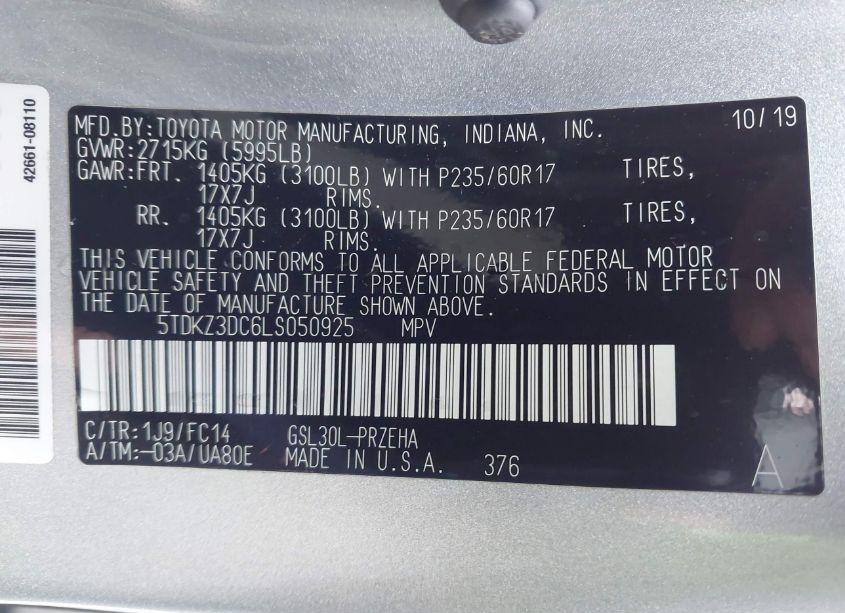 42661-08110
MFD.BY:TOYOTA MOTOR MANUFACTURING, INDIANA, INC. 10/19
GVWR:2715KG (5995LB)
GAWR:FRT. 1405KG (3100LB) WITH P235/60R17 TIRES,
17X7J RIMS.
RR. 1405KG (3100LB) WITH P235/60R17 TIRES,
17X7J RIMS.
THIS VEHICLE CONFORMS TO ALL APPLICABLE FEDERAL MOTOR
VEHICLE SAFETY AND THEFT PREVENTION STANDARDS IN EFFECT ON
THE DATE OF MANUFACTURE SHOWN ABOVE.
5TDKZ3DC6LS050925 MPV
C/TR:1J9/FC14 GSL30L-PRZEHA
A/TM:-03A/UA80E MADE IN U.S.A. 376 A